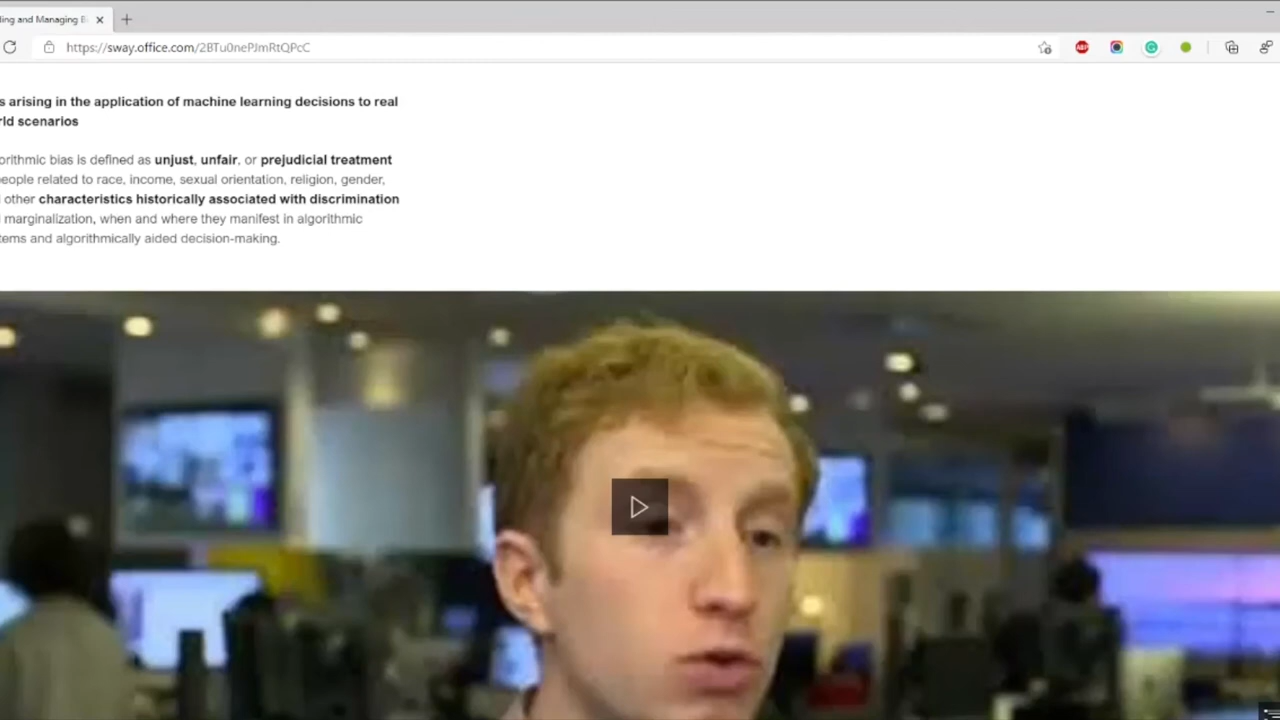 ling and Managing B
https://sway.office.com/2BTu0nePJmRtQPcC
ABP
s arising in the application of machine learning decisions to real
rld scenarios
orithmic bias is defined as unjust, unfair, or prejudicial treatment
eople related to race, income, sexual orientation, religion, gender,
other characteristics historically associated with discrimination
marginalization, when and where they manifest in algorithmic
tems and algorithmically aided decision-making.